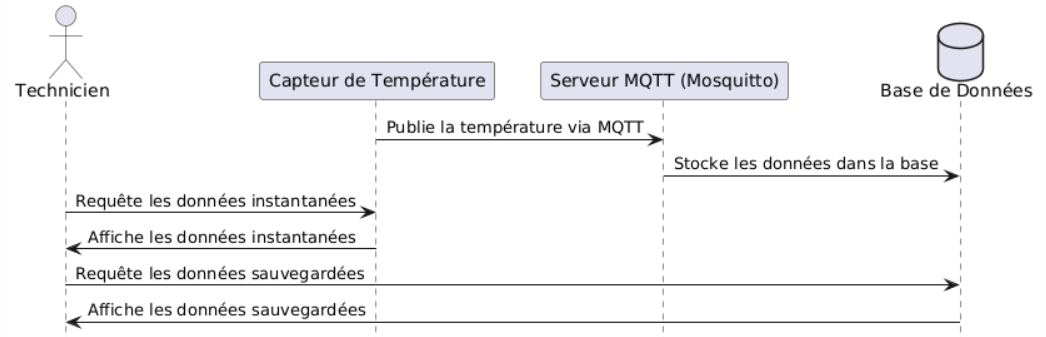 Technicien
Capteur de Température
Serveur MQTT (Mosquitto)
Base de Données
Publie la température via MQTT
Stocke les données dans la base
Requête les données instantanées
Affiche les données instantanées
Requête les données sauvegardées
Affiche les données sauvegardées